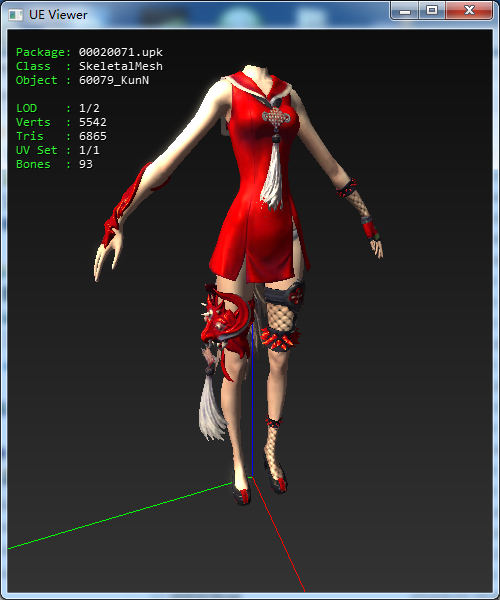 UE Viewer
Package: 00020071.upk
Class : SkeletalMesh
Object : 60079_KunN
LOD : 1/2
Verts : 5542
Tris : 6865
UV Set : 1/1
Bones : 93